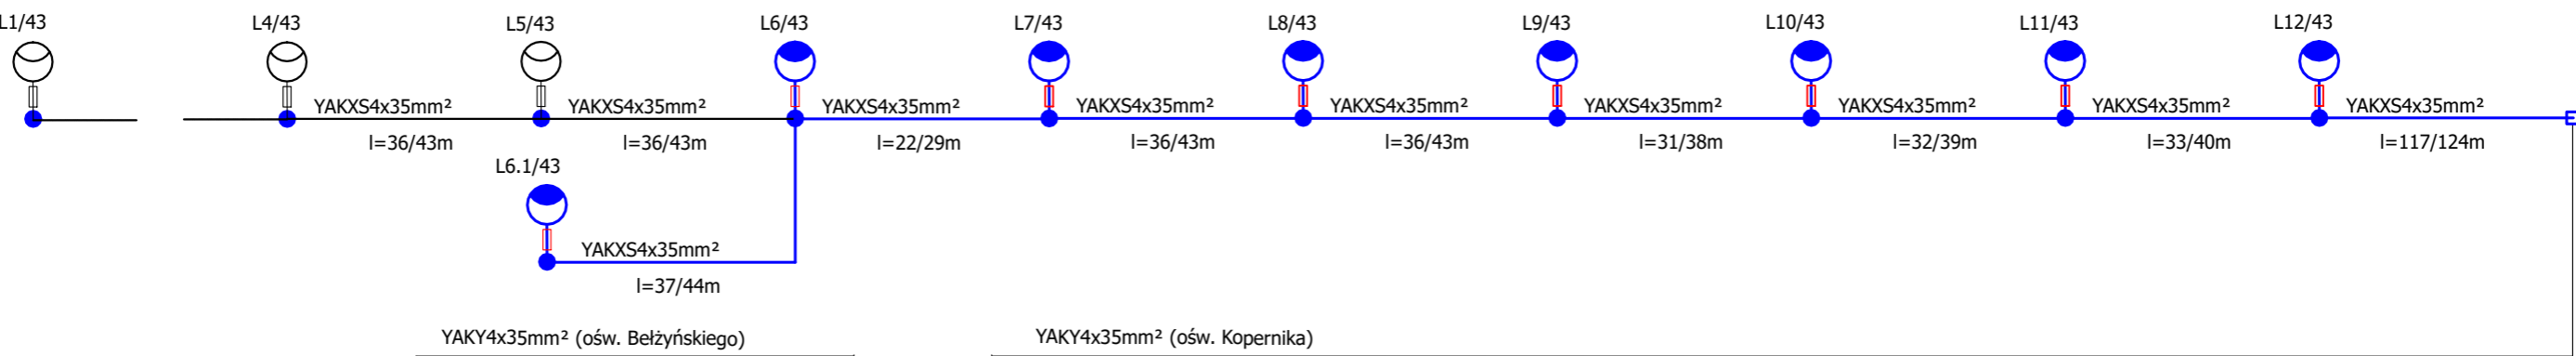 L1/43 L4/43 L5/43 L6/43 L7/43 L8/43 L9/43 L10/43 L11/43 L12/43
YAKXS4x35mm² YAKXS4x35mm² YAKXS4x35mm² YAKXS4x35mm² YAKXS4x35mm² YAKXS4x35mm² YAKXS4x35mm² YAKXS4x35mm² YAKXS4x35mm²
l=36/43m l=36/43m l=22/29m l=36/43m l=36/43m l=31/38m l=32/39m l=33/40m l=117/124m
L6.1/43
YAKXS4x35mm²
l=37/44m
YAKY4x35mm² (ośw. Bełżyńskiego) YAKY4x35mm² (ośw. Kopernika)